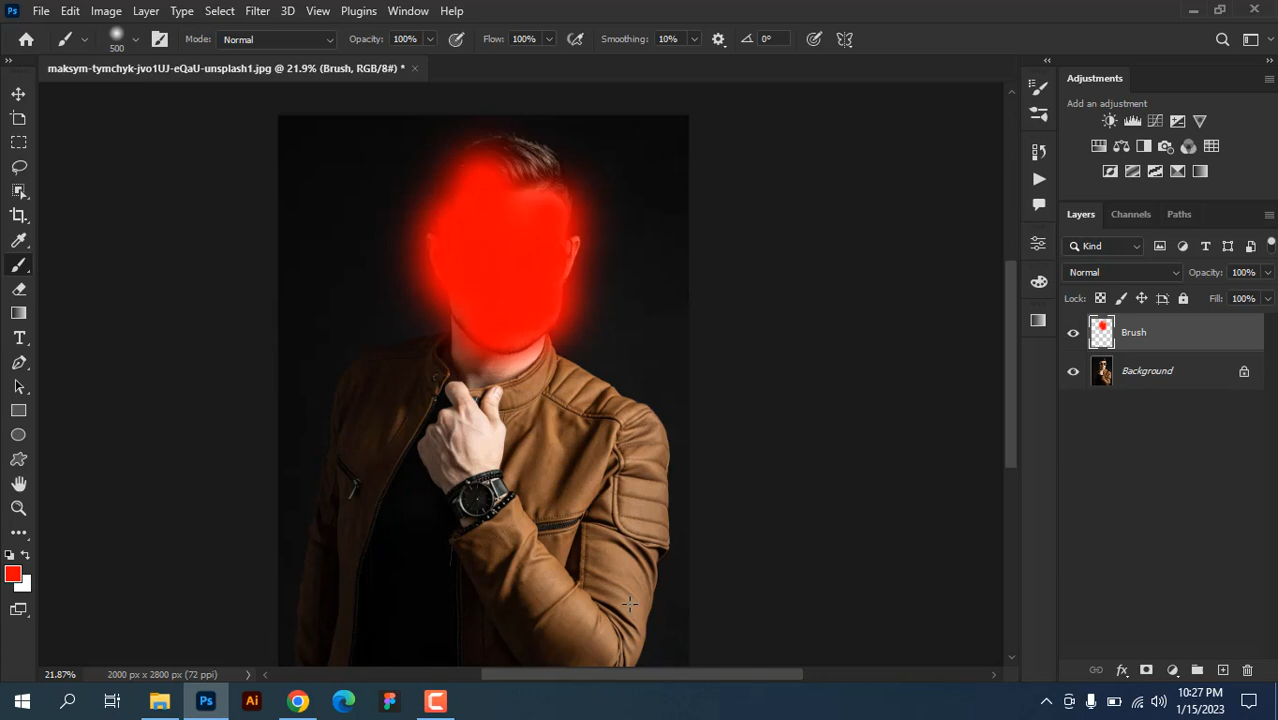 Ps File Edit Image Layer Type Select Filter 3D View Plugins Window Help
500 Mode: Normal Opacity: 100% Flow: 100% Smoothing: 10% 0°
maksym-tymchyk-jvo1UJ-eQaU-unsplash1.jpg @ 21.9% (Brush, RGB/8#) * ×
Adjustments
Add an adjustment
Layers Channels Paths
Kind
Normal Opacity: 100%
Lock: Fill: 100%
Brush
Background
21.87% 2000 px x 2800 px (72 ppi)
Ps Ai
10:27 PM
1/15/2023